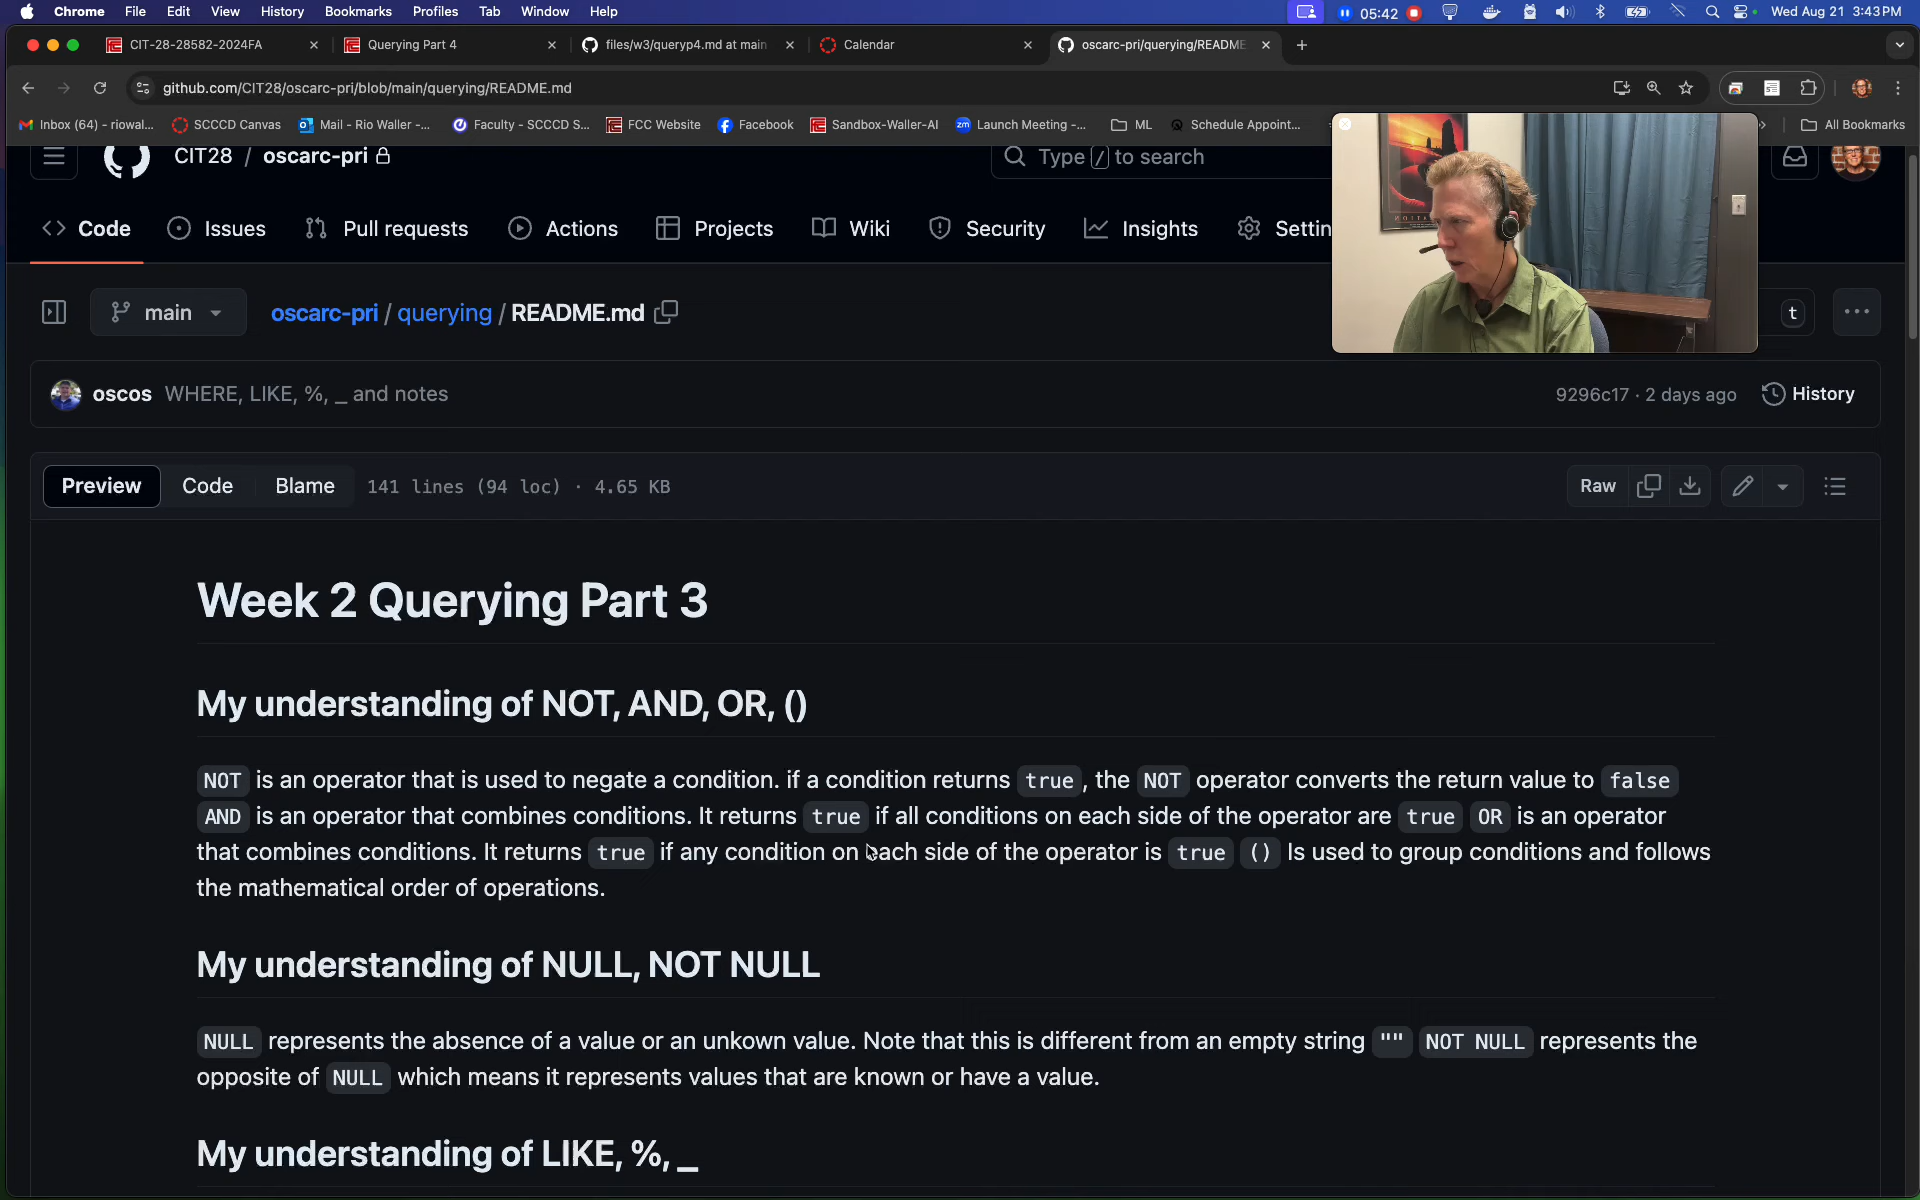 Chrome File Edit View History Bookmarks Profiles Tab Window Help 05:42 Wed Aug 21 3:43 PM
CIT-28-28582-2024FA Querying Part 4 files/w3/queryp4.md at main Calendar oscarc-pri/querying/README
github.com/CIT28/oscarc-pri/blob/main/querying/README.md
Inbox (64) - riowal... SCCCD Canvas Mail - Rio Waller -... Faculty - SCCCD S... FCC Website Facebook Sandbox-Waller-AI Launch Meeting -... ML Schedule Appoint... All Bookmarks
CIT28 / oscarc-pri Type / to search
Code Issues Pull requests Actions Projects Wiki Security Insights Settin
main oscarc-pri / querying / README.md t
oscos WHERE, LIKE, %, _ and notes 9296c17 · 2 days ago History
Preview Code Blame 141 lines (94 loc) · 4.65 KB Raw
Week 2 Querying Part 3
My understanding of NOT, AND, OR, ()
NOT is an operator that is used to negate a condition. if a condition returns true , the NOT operator converts the return value to false
AND is an operator that combines conditions. It returns true if all conditions on each side of the operator are true OR is an operator
that combines conditions. It returns true if any condition on each side of the operator is true () Is used to group conditions and follows
the mathematical order of operations.
My understanding of NULL, NOT NULL
NULL represents the absence of a value or an unkown value. Note that this is different from an empty string "" NOT NULL represents the
opposite of NULL which means it represents values that are known or have a value.
My understanding of LIKE, %, _